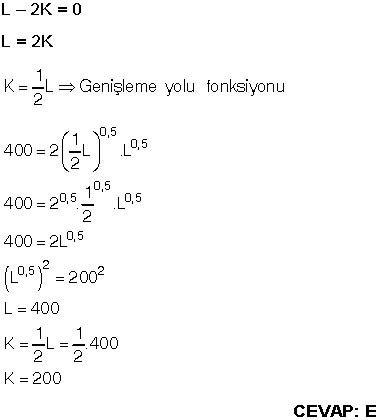 L – 2K = 0
L = 2K
K = 1/2 L ⇒ Genişleme yolu fonksiyonu
400 = 2(1/2 L)^0,5 . L^0,5
400 = 2^0,5 . 1/2^0,5 . L^0,5
400 = 2L^0,5
(L^0,5)^2 = 200^2
L = 400
K = 1/2 L = 1/2 . 400
K = 200
CEVAP: E